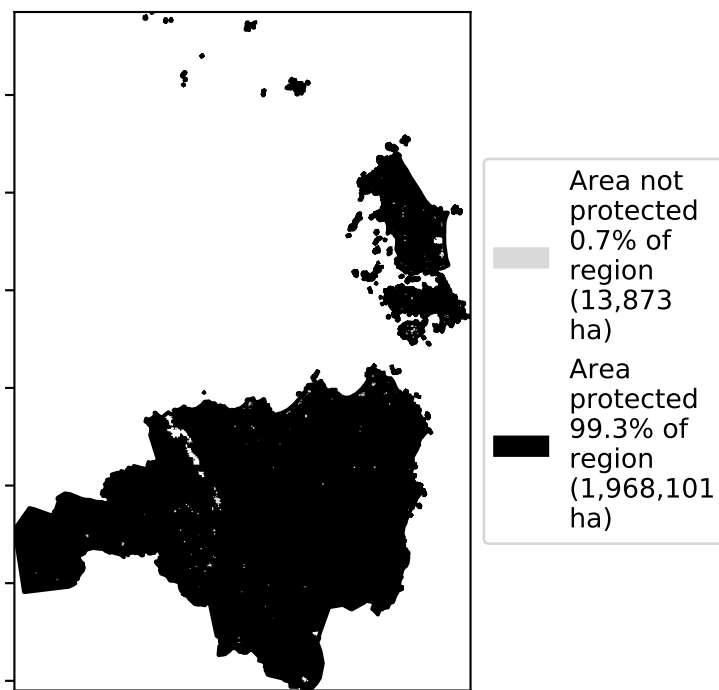 Area not
protected
0.7% of
region
(13,873
ha)
Area
protected
99.3% of
region
(1,968,101
ha)